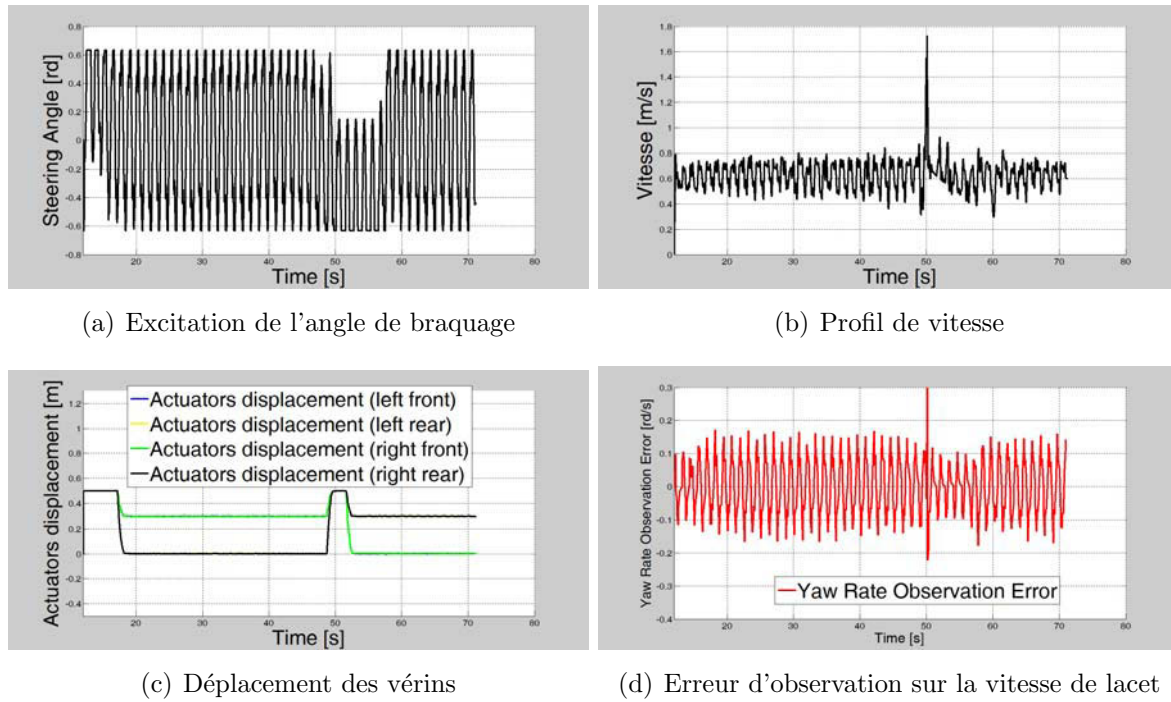 Steering Angle [rd]
0.8
0.6
0.4
0.2
0
-0.2
-0.4
-0.6
-0.8
20 30 40 50 60 70 80
Time [s]
(a) Excitation de l'angle de braquage
Vitesse [m/s]
1.8
1.6
1.4
1.2
1
0.8
0.6
0.4
0.2
0
20 30 40 50 60 70 80
Time [s]
(b) Profil de vitesse
Actuators displacement [m]
1.2
1
0.8
0.6
0.4
0.2
0
-0.2
-0.4
Actuators displacement (left front)
Actuators displacement (left rear)
Actuators displacement (right front)
Actuators displacement (right rear)
20 30 40 50 60 70 80
Time [s]
(c) Déplacement des vérins
Yaw Rate Observation Error [rd/s]
0.3
0.2
0.1
0
-0.1
-0.2
-0.3
-0.4
Yaw Rate Observation Error
20 30 40 50 60 70 80
Time [s]
(d) Erreur d'observation sur la vitesse de lacet